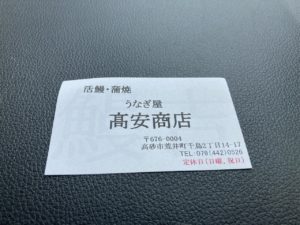 活鰻・蒲焼
うなぎ屋
髙安商店
〒676-0004
高砂市荒井町千鳥2丁目14-17
TEL・079(442)0526
定休日(日曜、祝日)